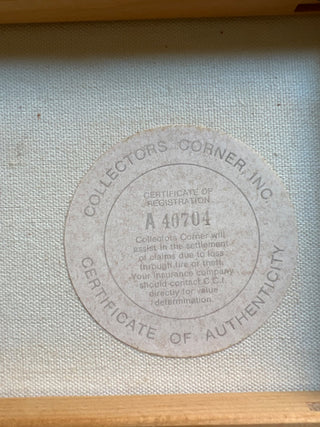 COLLECTORS CORNER, INC.
CERTIFICATE OF
REGISTRATION
A 40704
Collectors Corner will
assist in the settlement
of claims due to loss
through fire or theft.
Your insurance company
should contact C.C.I.
directly for value
determination.
CERTIFICATE OF AUTHENTICITY